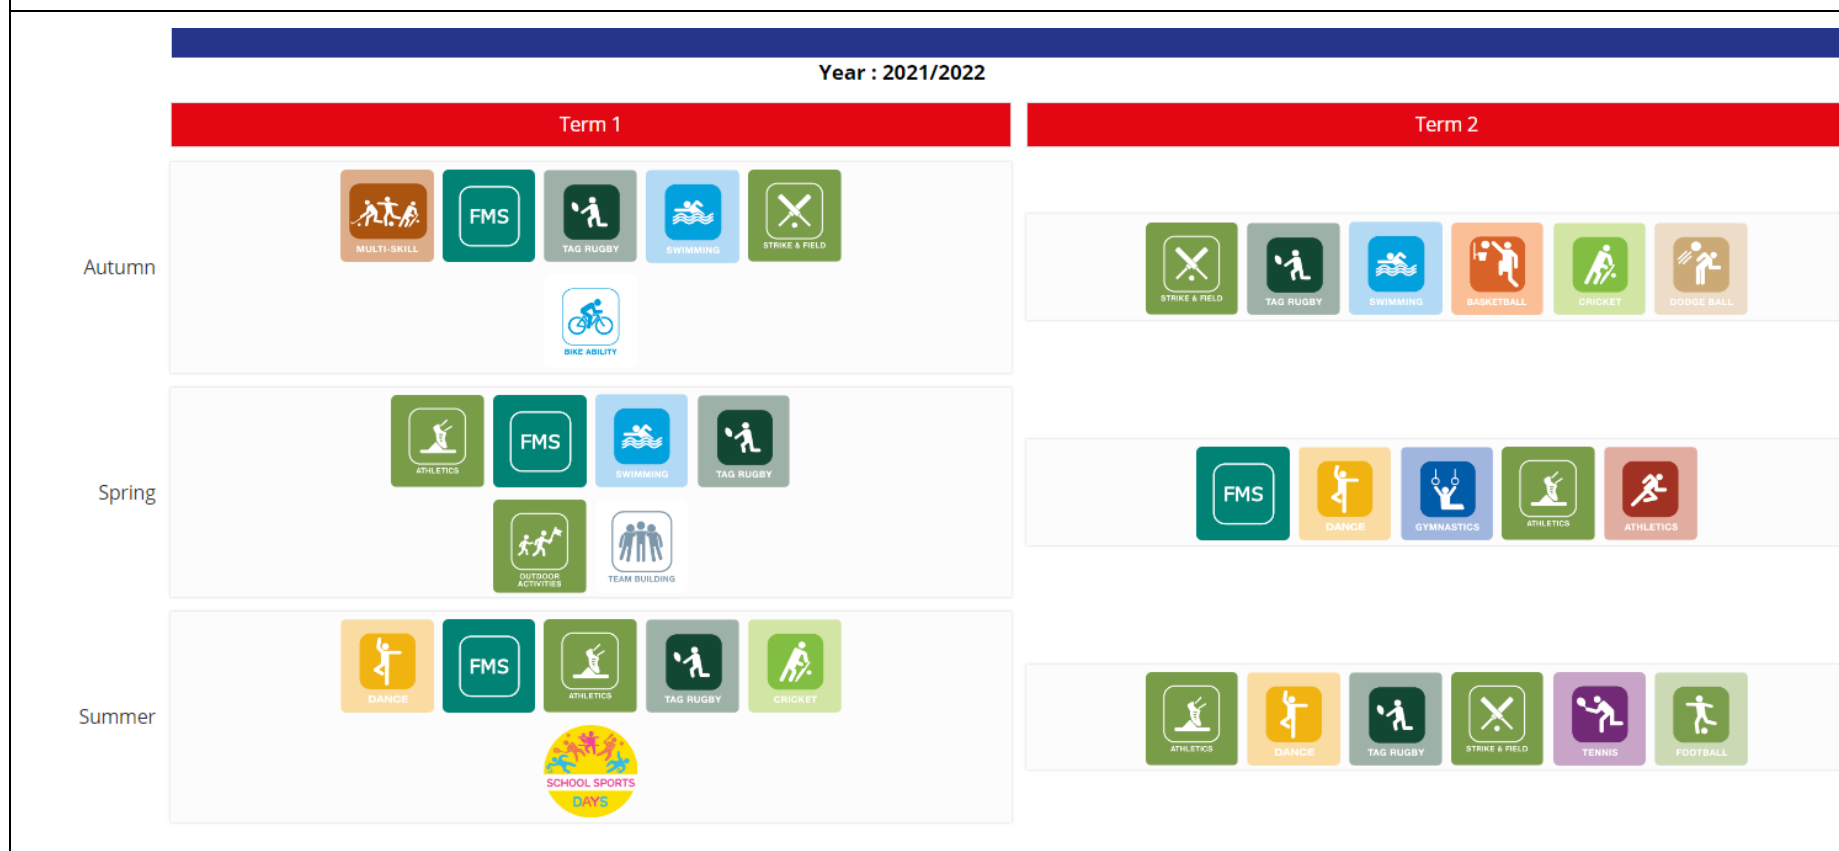 Year : 2021/2022
Term 1
Term 2
Autumn
MULTI-SKILL
FMS
TAG RUGBY
SWIMMING
STRIKE & FIELD
BIKE ABILITY
STRIKE & FIELD
TAG RUGBY
SWIMMING
BASKETBALL
CRICKET
DODGE BALL
Spring
ATHLETICS
FMS
SWIMMING
TAG RUGBY
OUTDOOR
ACTIVITIES
TEAM BUILDING
FMS
DANCE
GYMNASTICS
ATHLETICS
ATHLETICS
Summer
DANCE
FMS
ATHLETICS
TAG RUGBY
CRICKET
SCHOOL SPORTS
DAYS
ATHLETICS
DANCE
TAG RUGBY
STRIKE & FIELD
TENNIS
FOOTBALL